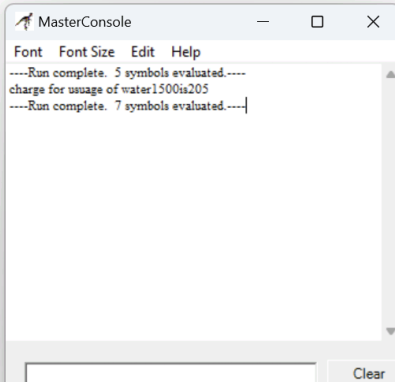 MasterConsole
Font Font Size Edit Help
----Run complete.  5 symbols evaluated.----
charge for usuage of water1500is205
----Run complete.  7 symbols evaluated.----
Clear